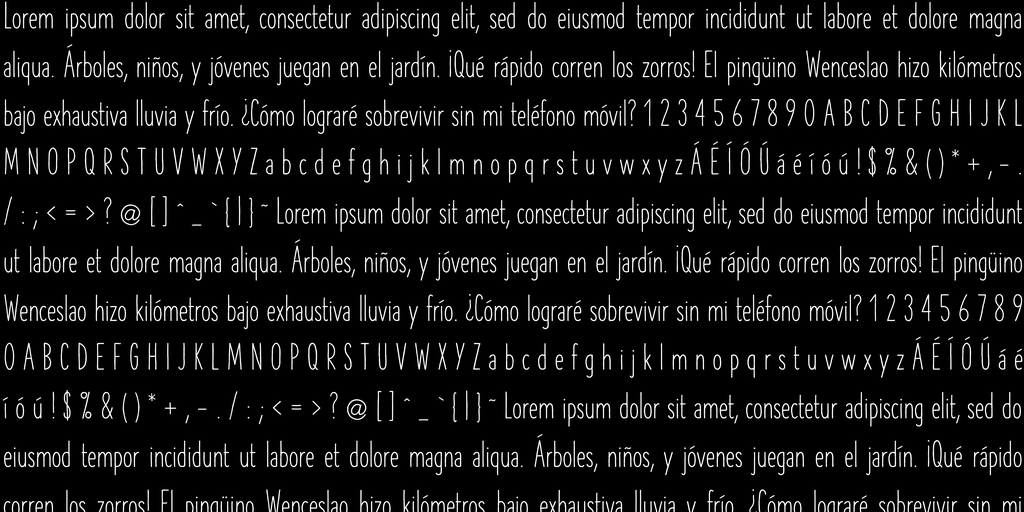 Lorem ipsum dolor sit amet, consectetur adipiscing elit, sed do eiusmod tempor incididunt ut labore et dolore magna
aliqua. Árboles, niños, y jóvenes juegan en el jardín. ¡Qué rápido corren los zorros! El pingüino Wenceslao hizo kilómetros
bajo exhaustiva lluvia y frío. ¿Cómo lograré sobrevivir sin mi teléfono móvil? 1 2 3 4 5 6 7 8 9 0 A B C D E F G H I J K L
M N O P Q R S T U V W X Y Z a b c d e f g h i j k l m n o p q r s t u v w x y z Á É Í Ó Ú á é í ó ú ! $ % & ( ) * + , - .
/ : ; < = > ? @ [ ] ^ _ ` { | } ~ Lorem ipsum dolor sit amet, consectetur adipiscing elit, sed do eiusmod tempor incididunt
ut labore et dolore magna aliqua. Árboles, niños, y jóvenes juegan en el jardín. ¡Qué rápido corren los zorros! El pingüino
Wenceslao hizo kilómetros bajo exhaustiva lluvia y frío. ¿Cómo lograré sobrevivir sin mi teléfono móvil? 1 2 3 4 5 6 7 8 9
0 A B C D E F G H I J K L M N O P Q R S T U V W X Y Z a b c d e f g h i j k l m n o p q r s t u v w x y z Á É Í Ó Ú á é
í ó ú ! $ % & ( ) * + , - . / : ; < = > ? @ [ ] ^ _ ` { | } ~ Lorem ipsum dolor sit amet, consectetur adipiscing elit, sed do
eiusmod tempor incididunt ut labore et dolore magna aliqua. Árboles, niños, y jóvenes juegan en el jardín. ¡Qué rápido
corren los zorros! El pingüino Wenceslao hizo kilómetros bajo exhaustiva lluvia y frío. ¿Cómo lograré sobrevivir sin mi